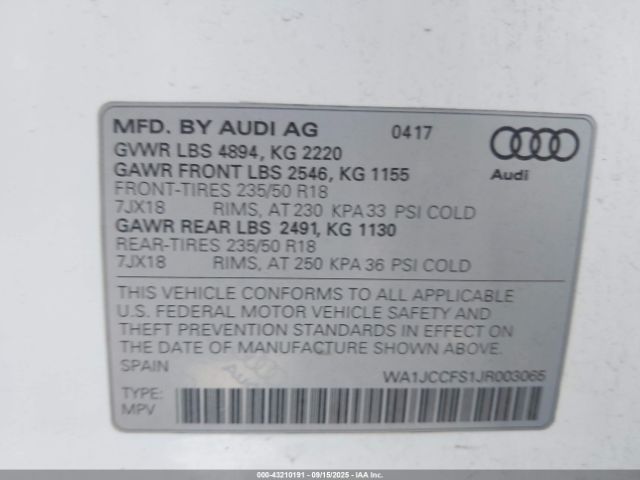 MFD. BY AUDI AG 0417
GVWR LBS 4894, KG 2220
GAWR FRONT LBS 2546, KG 1155
Audi
FRONT-TIRES 235/50 R18
7JX18 RIMS, AT 230 KPA 33 PSI COLD
GAWR REAR LBS 2491, KG 1130
REAR-TIRES 235/50 R18
7JX18 RIMS, AT 250 KPA 36 PSI COLD
THIS VEHICLE CONFORMS TO ALL APPLICABLE
U.S. FEDERAL MOTOR VEHICLE SAFETY AND
THEFT PREVENTION STANDARDS IN EFFECT ON
THE DATE OF MANUFACTURE SHOWN ABOVE.
SPAIN
WA1JCCFS1JR003065
TYPE:
MPV
000-43210191 - 09/15/2025 - IAA Inc.